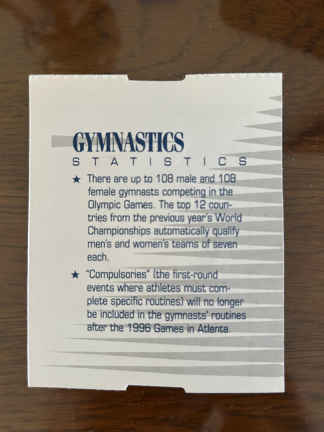 GYMNASTICS
STATISTICS
★ There are up to 108 male and 108
female gymnasts competing in the
Olympic Games. The top 12 coun-
tries from the previous year's World
Championships automatically qualify
men's and women's teams of seven
each.
★ "Compulsories" (the first-round
events where athletes must com-
plete specific routines) will no longer
be included in the gymnasts' routines
after the 1996 Games in Atlanta.